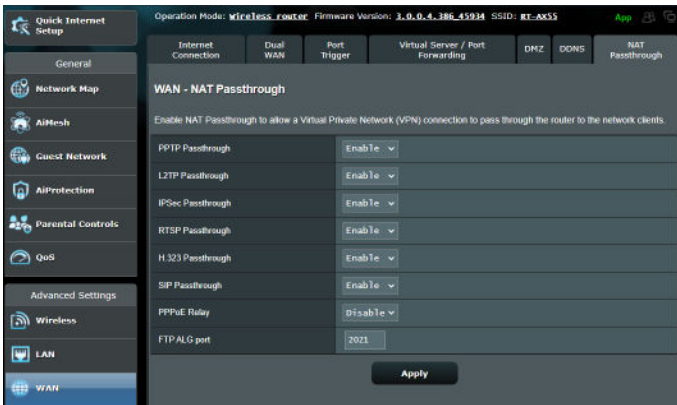 Quick Internet
Setup
Operation Mode: Wireless router Firmware Version: 3.0.0.4.386_45934 SSID: RT-AX55
App
General
Network Map
AiMesh
Guest Network
AiProtection
Parental Controls
QoS
Advanced Settings
Wireless
LAN
WAN
Internet
Connection
Dual
WAN
Port
Trigger
Virtual Server / Port
Forwarding
DMZ
DDNS
NAT
Passthrough
WAN - NAT Passthrough
Enable NAT Passthrough to allow a Virtual Private Network (VPN) connection to pass through the router to the network clients.
PPTP Passthrough Enable
L2TP Passthrough Enable
IPSec Passthrough Enable
RTSP Passthrough Enable
H.323 Passthrough Enable
SIP Passthrough Enable
PPPoE Relay Disable
FTP ALG port 2021
Apply